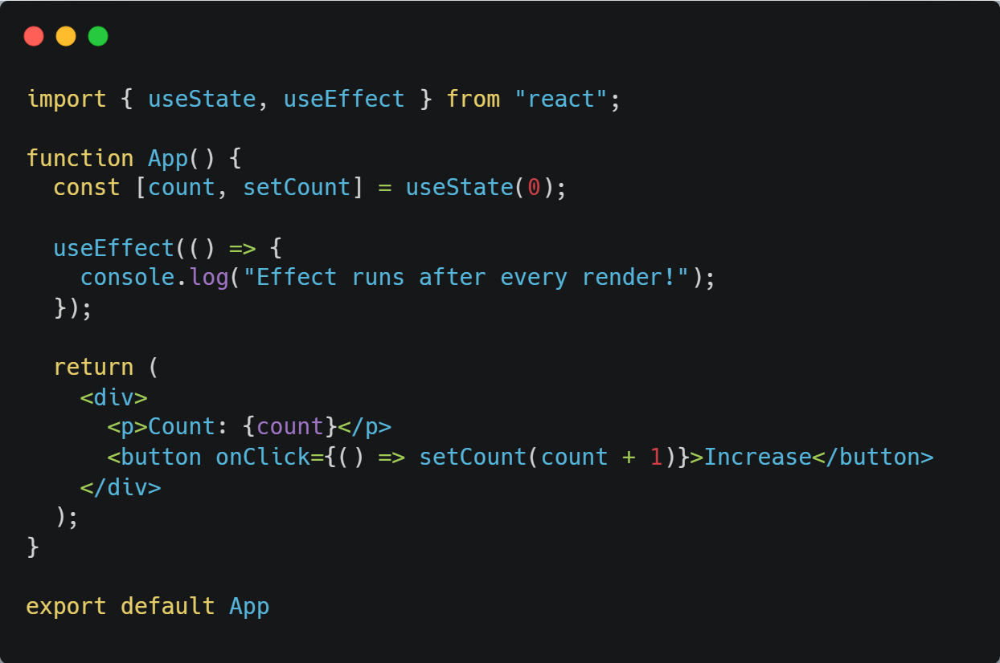 import { useState, useEffect } from "react";
function App() {
  const [count, setCount] = useState(0);
  useEffect(() => {
    console.log("Effect runs after every render!");
  });
  return (
    <div>
      <p>Count: {count}</p>
      <button onClick={() => setCount(count + 1)}>Increase</button>
    </div>
  );
}
export default App